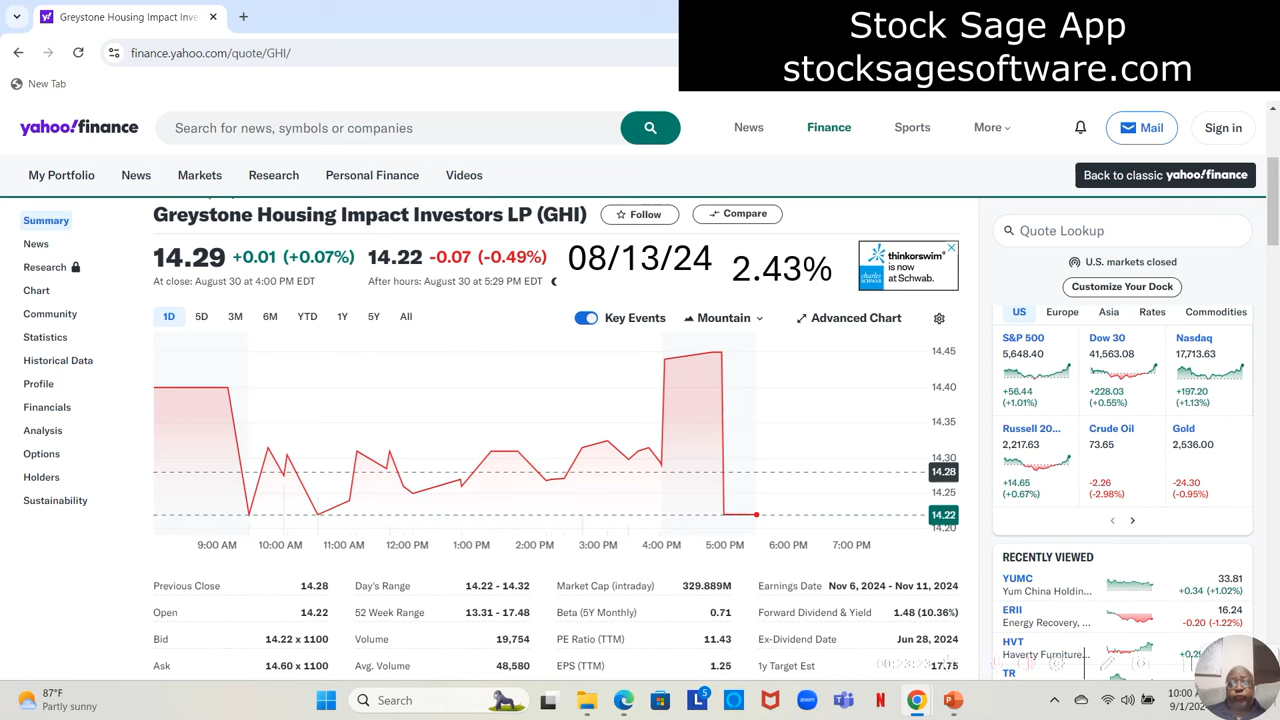 Greystone Housing Impact Inve
Stock Sage App
stocksagesoftware.com
finance.yahoo.com/quote/GHI/
New Tab
yahoo!finance
Search for news, symbols or companies
News
Finance
Sports
More
Mail
Sign in
My Portfolio
News
Markets
Research
Personal Finance
Videos
Back to classic yahoo!finance
Summary
News
Research
Chart
Community
Statistics
Historical Data
Profile
Financials
Analysis
Options
Holders
Sustainability
Greystone Housing Impact Investors LP (GHI)
Follow
Compare
14.29 +0.01 (+0.07%)
At close: August 30 at 4:00 PM EDT
14.22 -0.07 (-0.49%)
After hours: August 30 at 5:29 PM EDT
08/13/24
2.43%
thinkorswim
is now
at Schwab.
charles
SCHWAB
1D 5D 3M 6M YTD 1Y 5Y All
Key Events
Mountain
Advanced Chart
14.45
14.40
14.35
14.30
14.28
14.25
14.22
14.20
9:00 AM 10:00 AM 11:00 AM 12:00 PM 1:00 PM 2:00 PM 3:00 PM 4:00 PM 5:00 PM 6:00 PM 7:00 PM
Previous Close 14.28
Day's Range 14.22 - 14.32
Market Cap (intraday) 329.889M
Earnings Date Nov 6, 2024 - Nov 11, 2024
Open 14.22
52 Week Range 13.31 - 17.48
Beta (5Y Monthly) 0.71
Forward Dividend & Yield 1.48 (10.36%)
Bid 14.22 x 1100
Volume 19,754
PE Ratio (TTM) 11.43
Ex-Dividend Date Jun 28, 2024
Ask 14.60 x 1100
Avg. Volume 48,580
EPS (TTM) 1.25
1y Target Est 17.75
Quote Lookup
U.S. markets closed
Customize Your Dock
US Europe Asia Rates Commodities
S&P 500
5,648.40
+56.44
(+1.01%)
Dow 30
41,563.08
+228.03
(+0.55%)
Nasdaq
17,713.63
+197.20
(+1.13%)
Russell 20...
2,217.63
+14.65
(+0.67%)
Crude Oil
73.65
-2.26
(-2.98%)
Gold
2,536.00
-24.30
(-0.95%)
RECENTLY VIEWED
YUMC 33.81
Yum China Holdin... +0.34 (+1.02%)
ERII 16.24
Energy Recovery, ... -0.20 (-1.22%)
HVT
Haverty Furniture...
TR
87°F
Partly sunny
Search
5
10:00